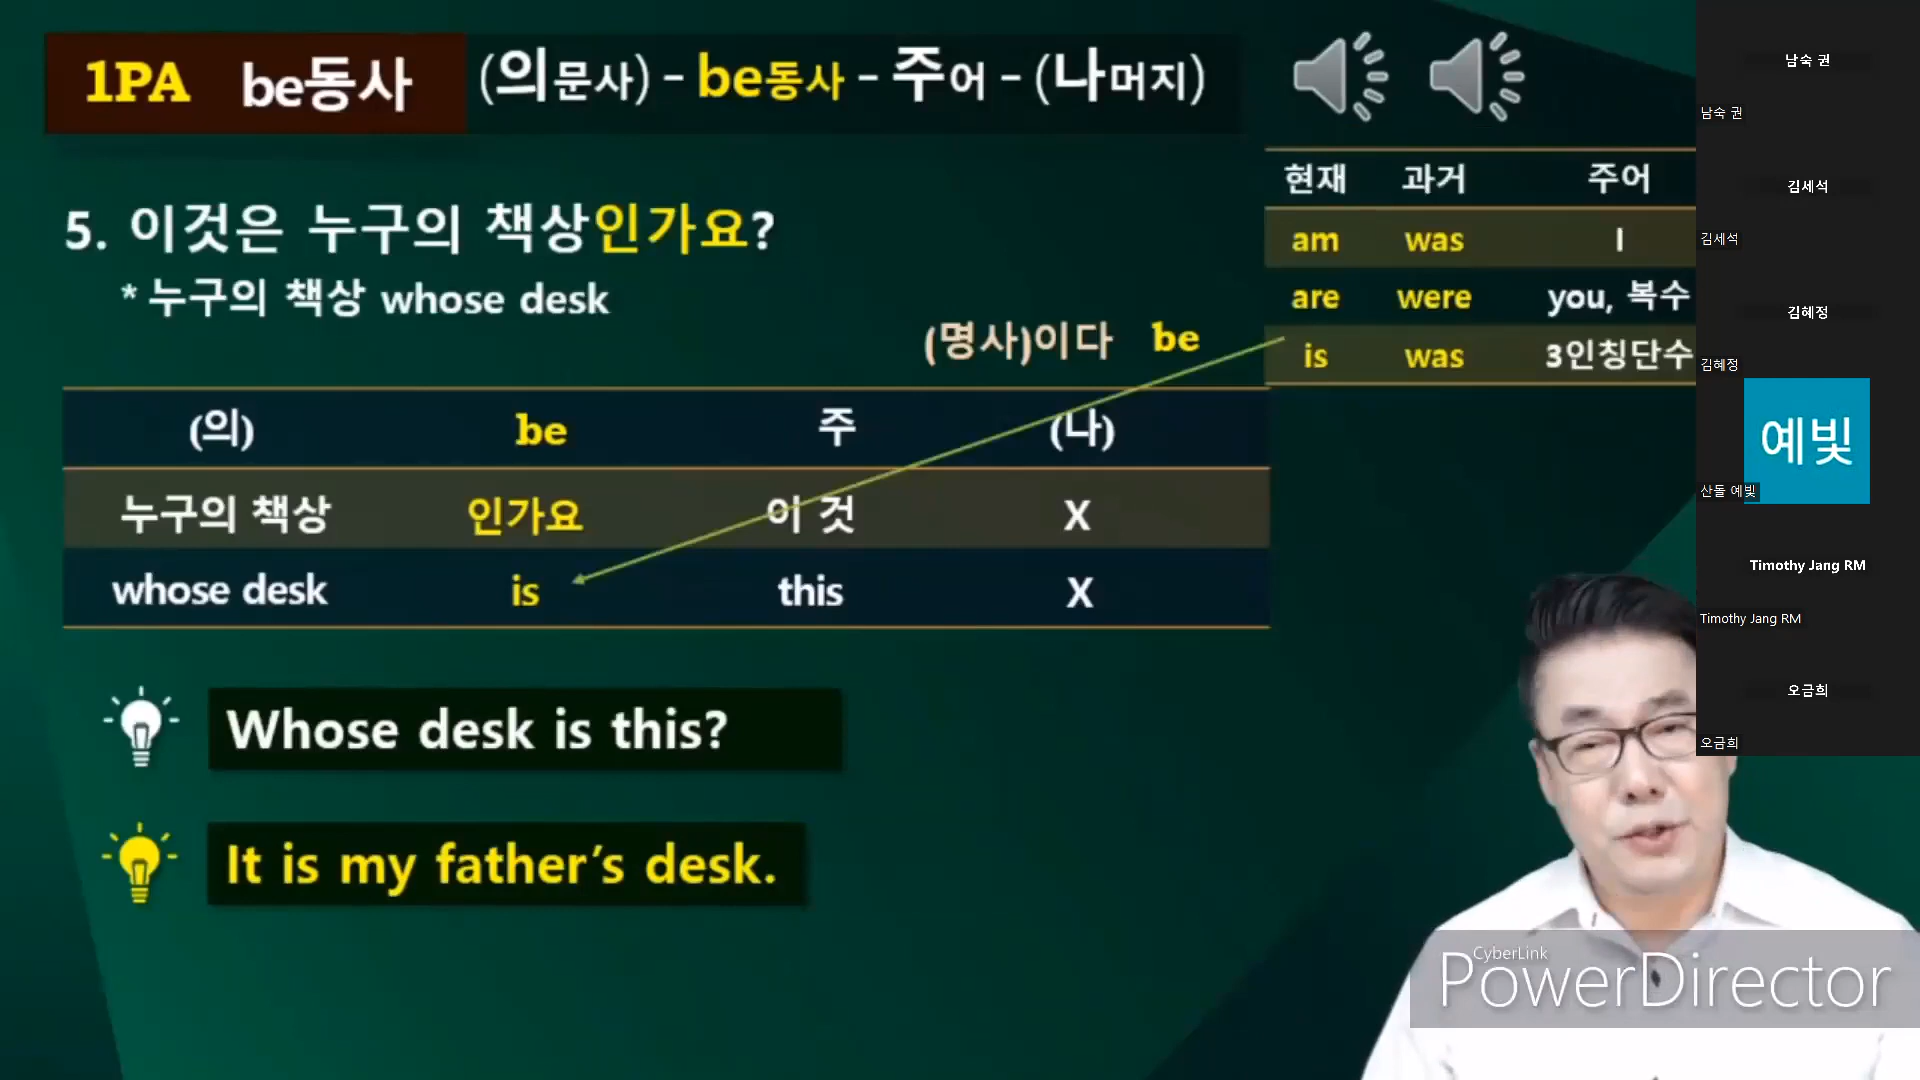 1PA be동사 (의문사) - be동사 - 주어 - (나머지)
5. 이것은 누구의 책상인가요?
* 누구의 책상 whose desk
(명사)이다 be
현재 과거 주어
am was I
are were you, 복수
is was 3인칭단수
(의) be 주 (나)
누구의 책상 인가요 이 것 X
whose desk is this X
Whose desk is this?
It is my father's desk.
남숙 권
남숙 권
김세석
김세석
김혜정
김혜정
예빛
산돌 예빛
Timothy Jang RM
Timothy Jang RM
오금희
오금희
CyberLink
PowerDirector